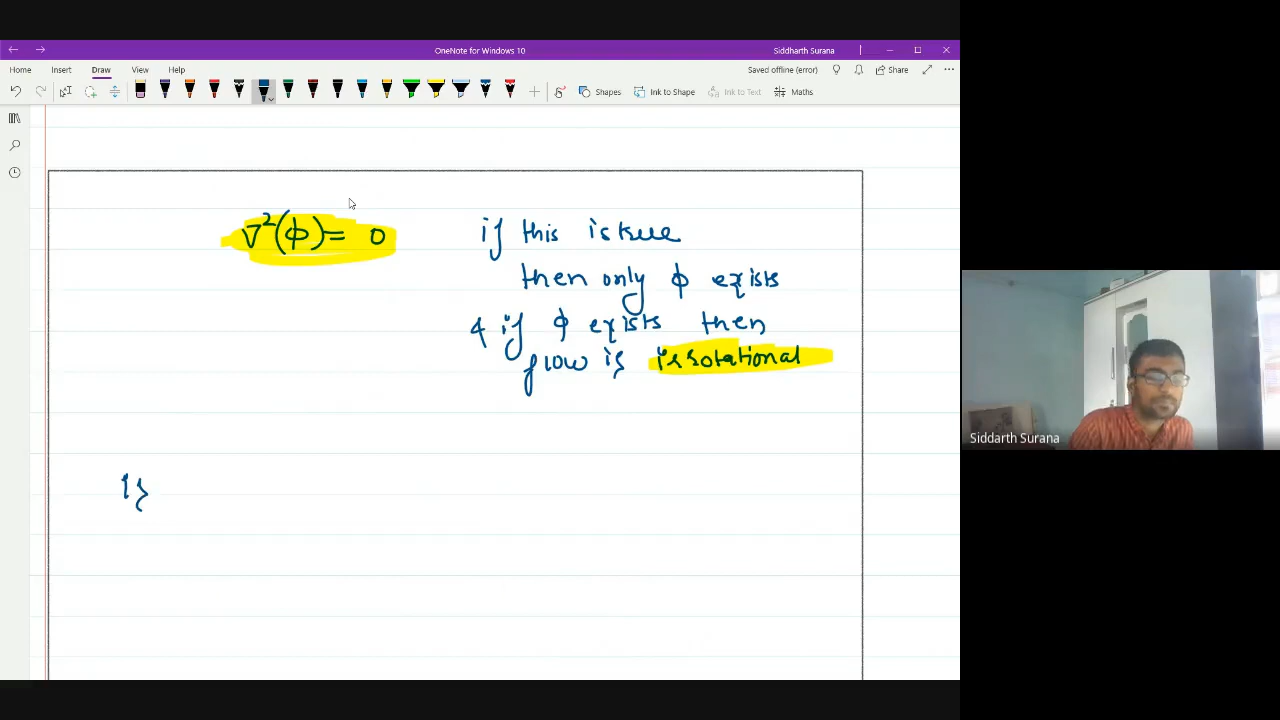 OneNote for Windows 10
Siddharth Surana
Home Insert Draw View Help
Saved offline (error)
Share
Shapes
Ink to Shape
Ink to Text
Maths
∇²(ϕ) = 0 if this is true
then only ϕ exists
& if ϕ exists then
flow is irrotational
is
Siddarth Surana